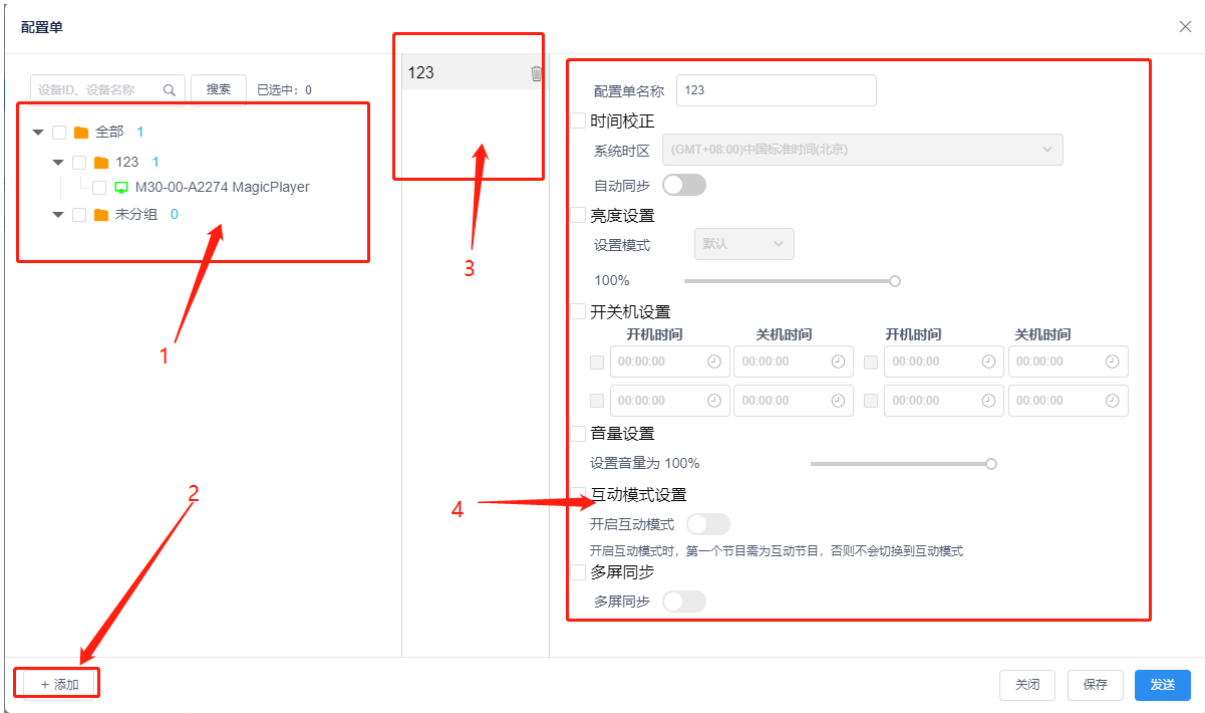 配置单
设备ID、设备名称 搜索 已选中：0
全部 1
123 1
M30-00-A2274 MagicPlayer
未分组 0
1
2
+ 添加
123
3
4
配置单名称 123
时间校正
系统时区 (GMT+08:00)中国标准时间(北京)
自动同步
亮度设置
设置模式 默认
100%
开关机设置
开机时间 关机时间 开机时间 关机时间
00:00:00 00:00:00 00:00:00 00:00:00
00:00:00 00:00:00 00:00:00 00:00:00
音量设置
设置音量为 100%
互动模式设置
开启互动模式
开启互动模式时，第一个节目需为互动节目，否则不会切换到互动模式
多屏同步
多屏同步
关闭 保存 发送